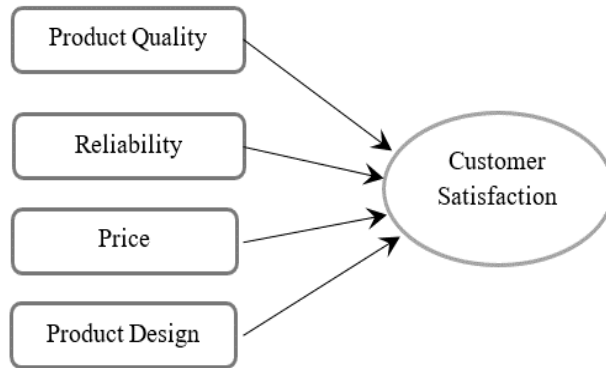 Product Quality
Reliability
Price
Product Design
Customer
Satisfaction